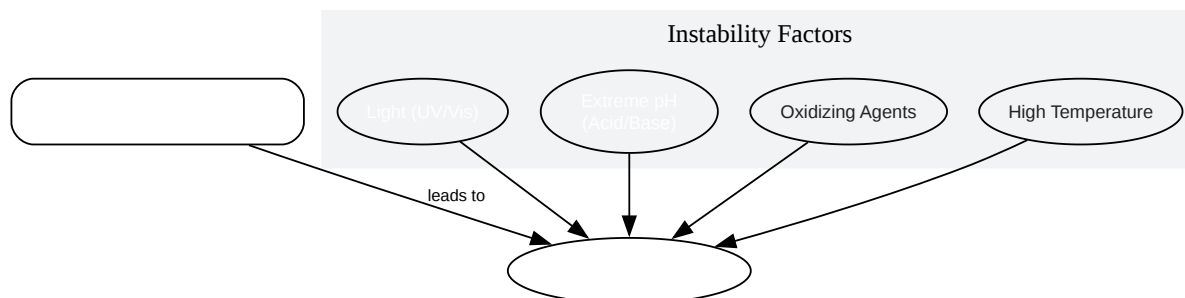 Instability Factors
Light (UV/Vis)
Extreme pH
(Acid/Base)
Oxidizing Agents
High Temperature
leads to